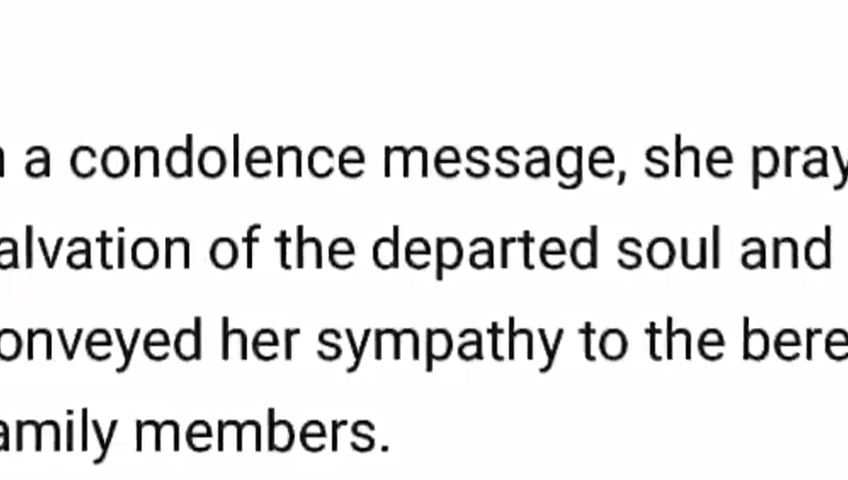 a condolence message, she pray
alvation of the departed soul and
onveyed her sympathy to the bere
amily members.